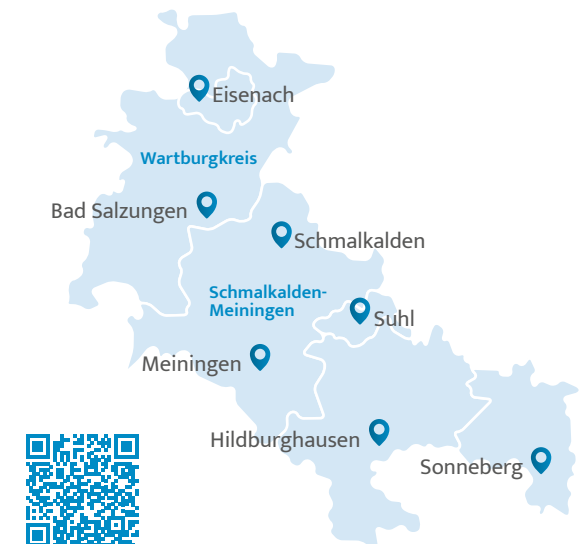 Eisenach
Wartburgkreis
Bad Salzungen
Schmalkalden
Schmalkalden-
Meiningen
Suhl
Meiningen
Hildburghausen
Sonneberg